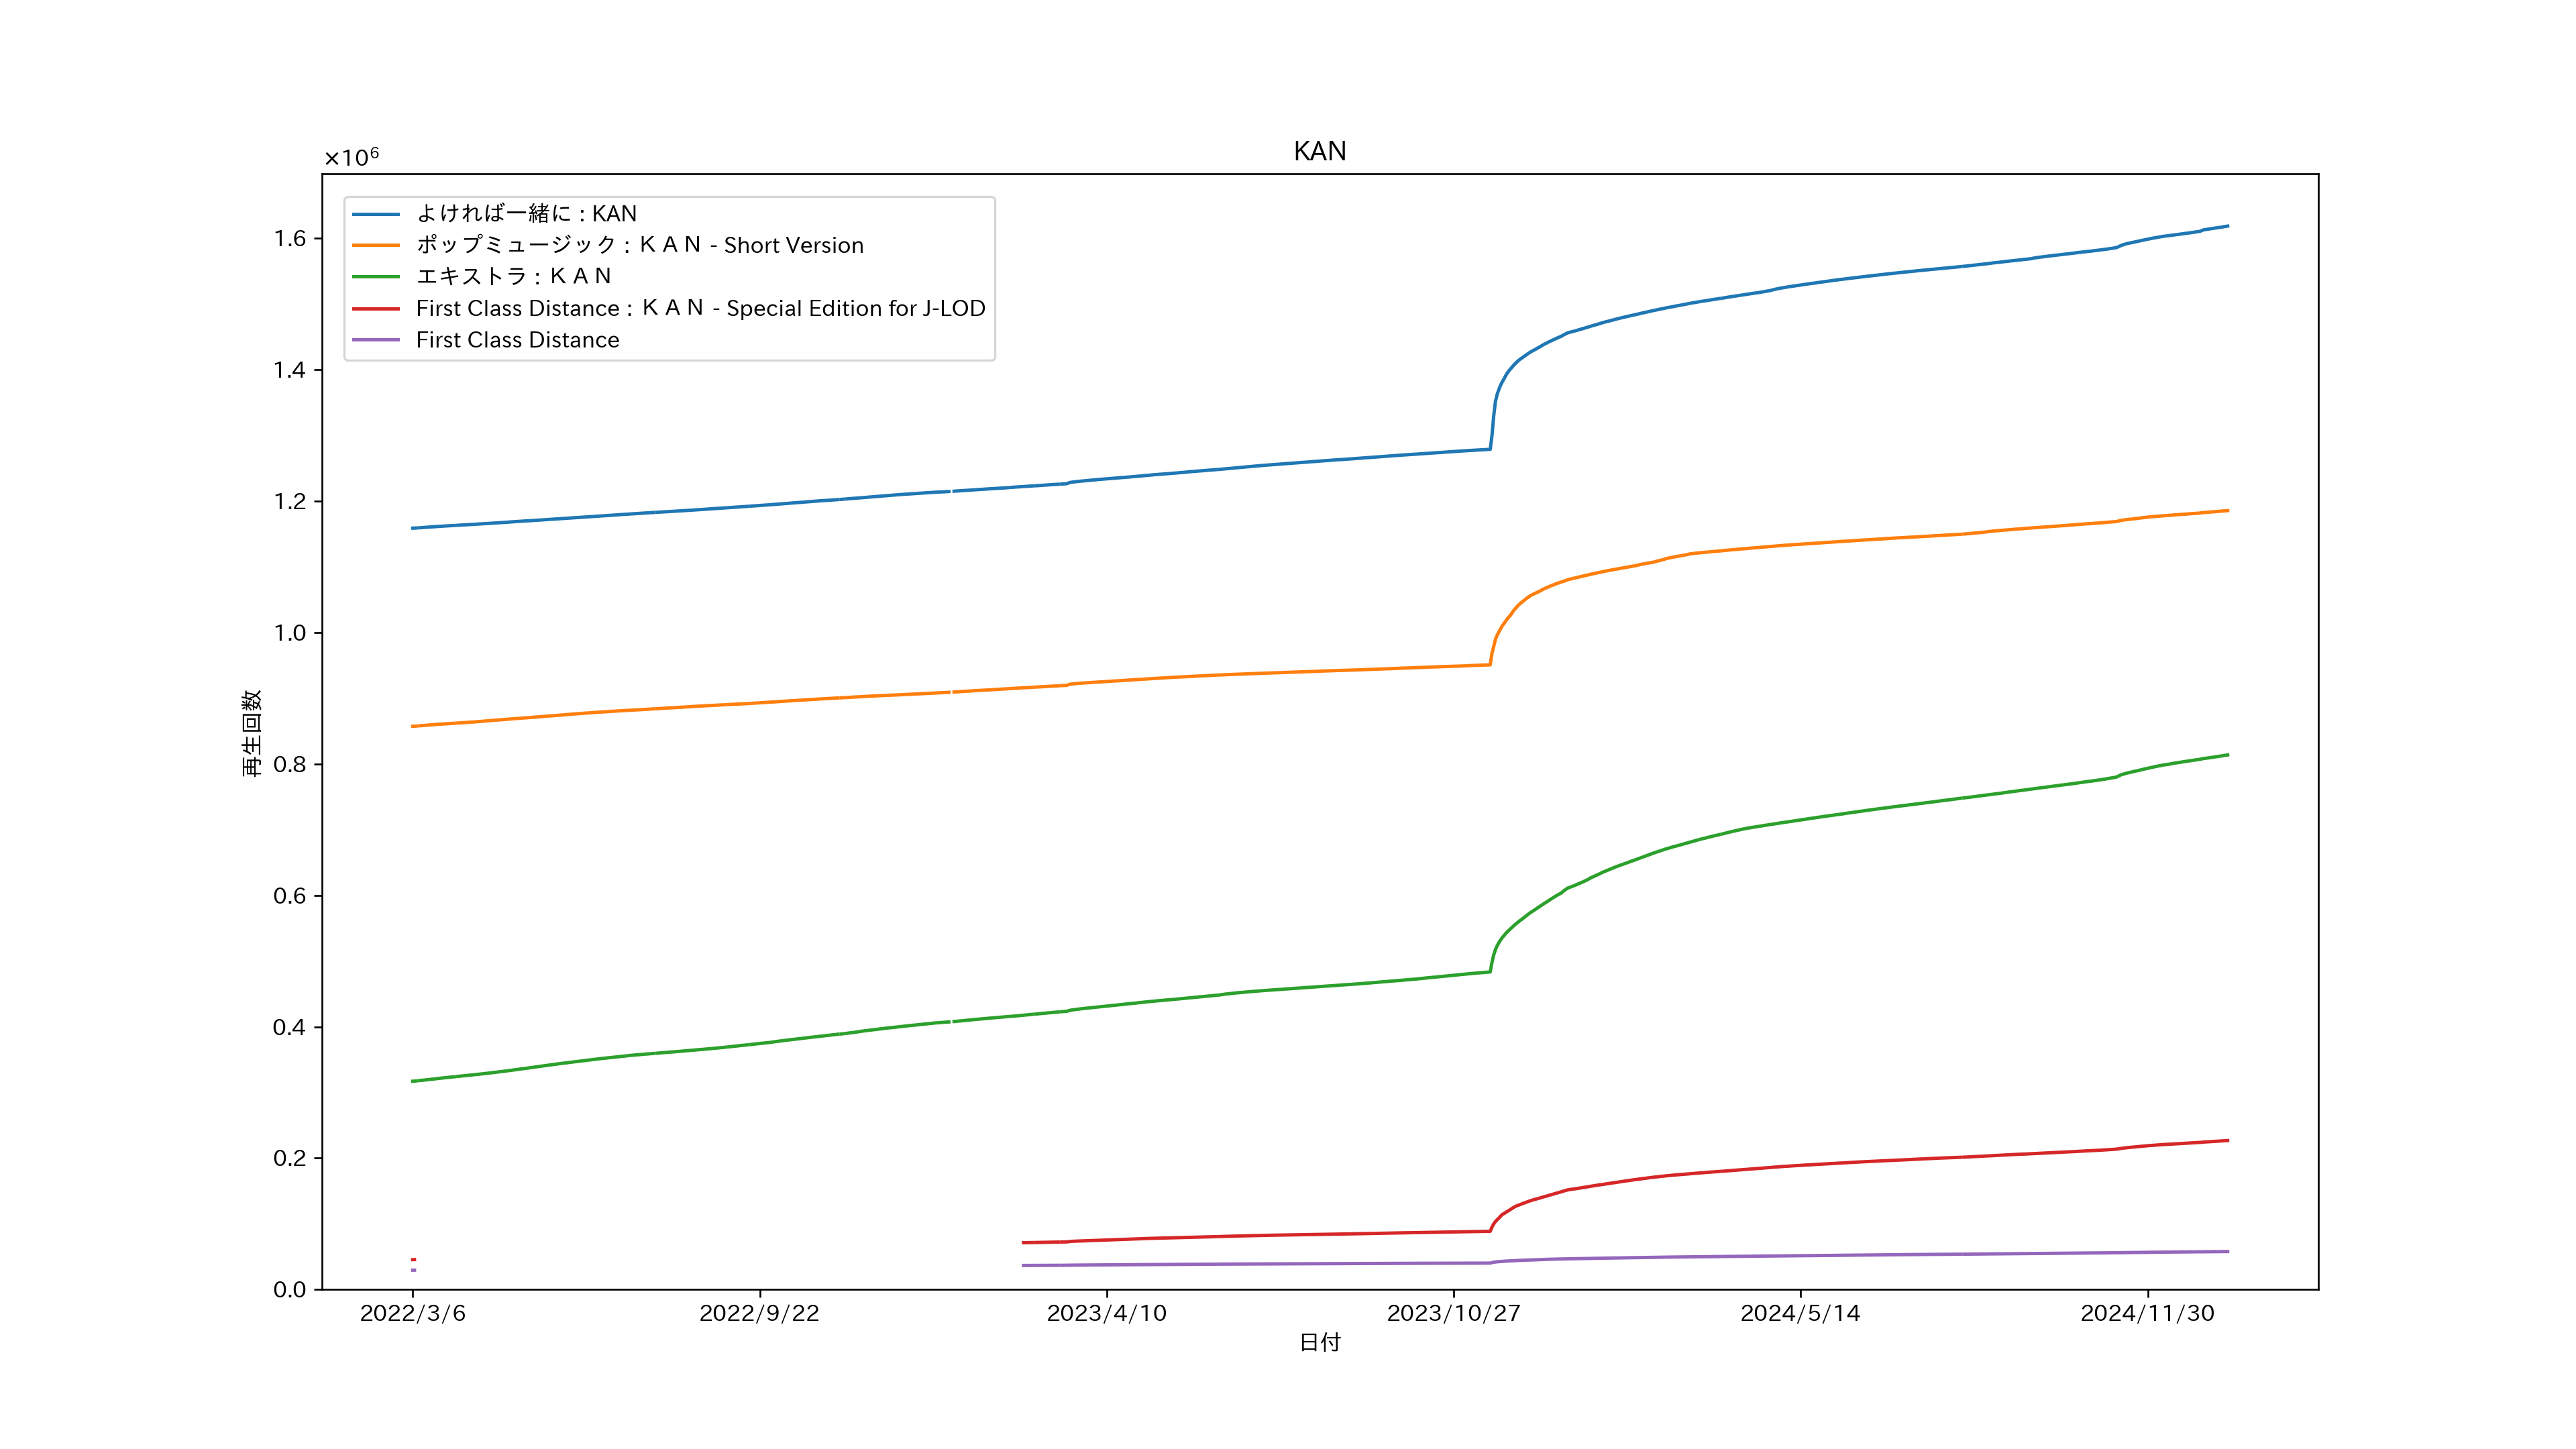 KAN
×10⁶
よければ一緒に : KAN
ポップミュージック : ＫＡＮ - Short Version
エキストラ : ＫＡＮ
First Class Distance : ＫＡＮ - Special Edition for J-LOD
First Class Distance
1.6
1.4
1.2
1.0
0.8
0.6
0.4
0.2
0.0
再生回数
2022/3/6 2022/9/22 2023/4/10 2023/10/27 2024/5/14 2024/11/30
日付